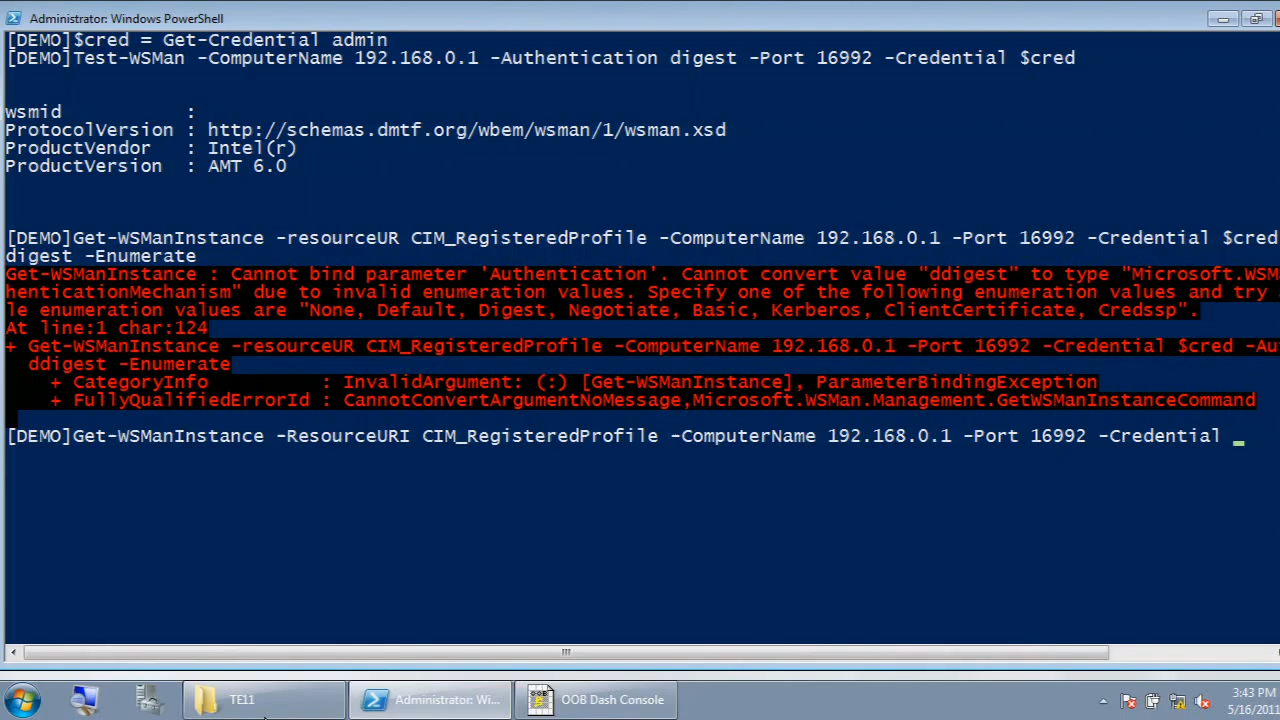 Administrator: Windows PowerShell
[DEMO]$cred = Get-Credential admin
[DEMO]Test-WSMan -ComputerName 192.168.0.1 -Authentication digest -Port 16992 -Credential $cred
wsmid           :
ProtocolVersion : http://schemas.dmtf.org/wbem/wsman/1/wsman.xsd
ProductVendor   : Intel(r)
ProductVersion  : AMT 6.0
[DEMO]Get-WSManInstance -resourceUR CIM_RegisteredProfile -ComputerName 192.168.0.1 -Port 16992 -Credential $cred
digest -Enumerate
Get-WSManInstance : Cannot bind parameter 'Authentication'. Cannot convert value "ddigest" to type "Microsoft.WSM
henticationMechanism" due to invalid enumeration values. Specify one of the following enumeration values and try
le enumeration values are "None, Default, Digest, Negotiate, Basic, Kerberos, ClientCertificate, Credssp".
At line:1 char:124
+ Get-WSManInstance -resourceUR CIM_RegisteredProfile -ComputerName 192.168.0.1 -Port 16992 -Credential $cred -Au
ddigest -Enumerate
+ CategoryInfo          : InvalidArgument: (:) [Get-WSManInstance], ParameterBindingException
+ FullyQualifiedErrorId : CannotConvertArgumentNoMessage,Microsoft.WSMan.Management.GetWSManInstanceCommand
[DEMO]Get-WSManInstance -ResourceURI CIM_RegisteredProfile -ComputerName 192.168.0.1 -Port 16992 -Credential _
TE11
Administrator: Wi...
OOB Dash Console
3:43 PM
5/16/2011